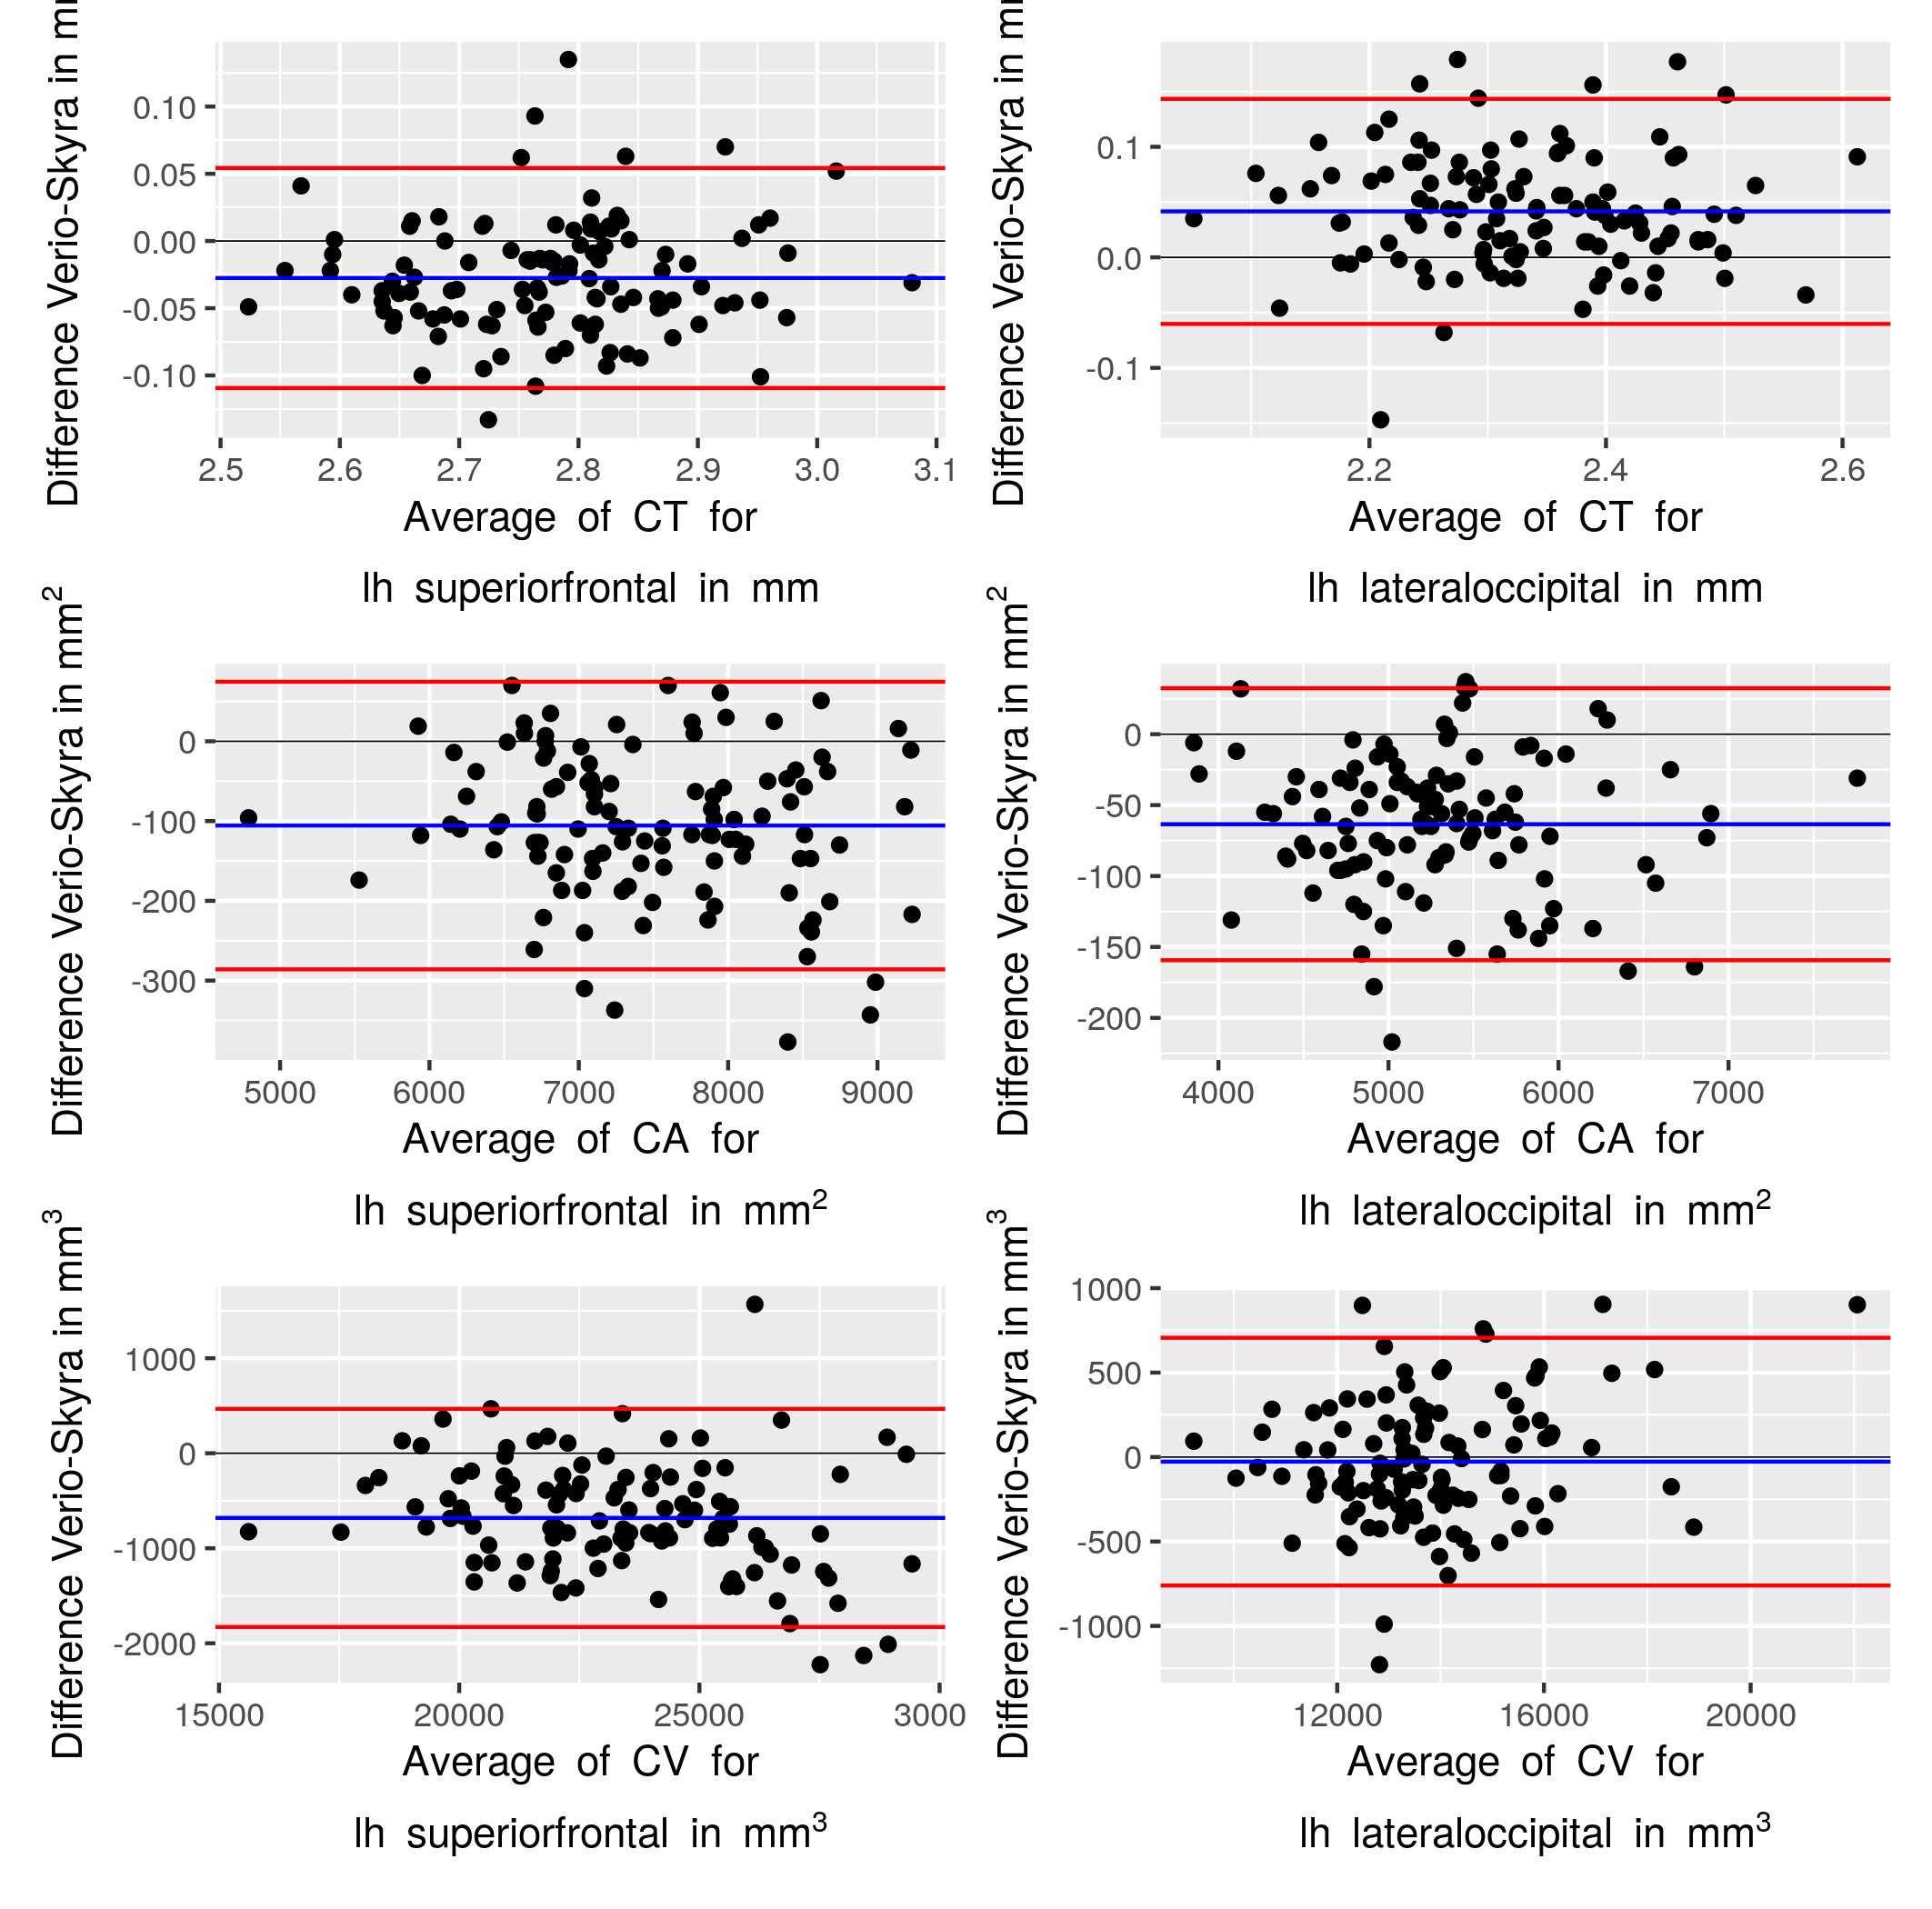 Difference Verio-Skyra in m
0.10
0.05
0.00
-0.05
-0.10
2.5 2.6 2.7 2.8 2.9 3.0 3.1
Average of CT for
lh superiorfrontal in mm
Difference Verio-Skyra in m
0.1
0.0
-0.1
2.2 2.4 2.6
Average of CT for
lh lateraloccipital in mm
Difference Verio-Skyra in mm²
0
-100
-200
-300
5000 6000 7000 8000 9000
Average of CA for
lh superiorfrontal in mm²
Difference Verio-Skyra in mm²
0
-50
-100
-150
-200
4000 5000 6000 7000
Average of CA for
lh lateraloccipital in mm²
Difference Verio-Skyra in mm³
1000
0
-1000
-2000
15000 20000 25000 3000
Average of CV for
lh superiorfrontal in mm³
Difference Verio-Skyra in mm³
1000
500
0
-500
-1000
12000 16000 20000
Average of CV for
lh lateraloccipital in mm³